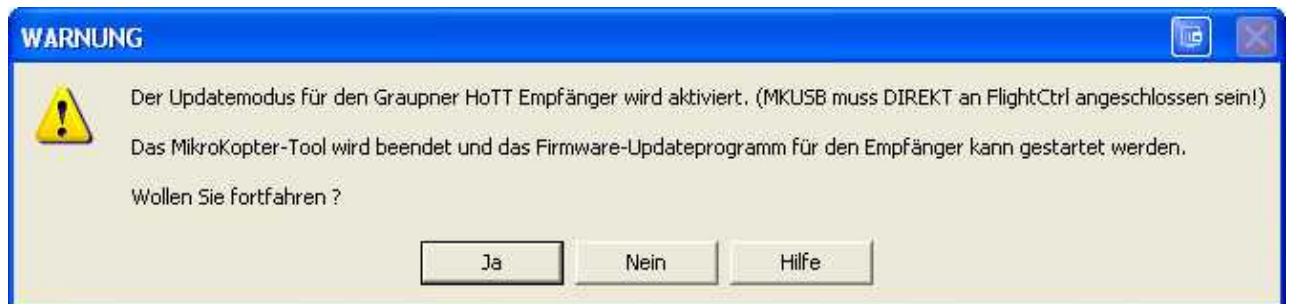 WARNUNG
Der Updatemodus für den Graupner HoTT Empfänger wird aktiviert. (MKUSB muss DIREKT an FlightCtrl angeschlossen sein!)
Das MikroKopter-Tool wird beendet und das Firmware-Updateprogramm für den Empfänger kann gestartet werden.
Wollen Sie fortfahren ?
Ja Nein Hilfe